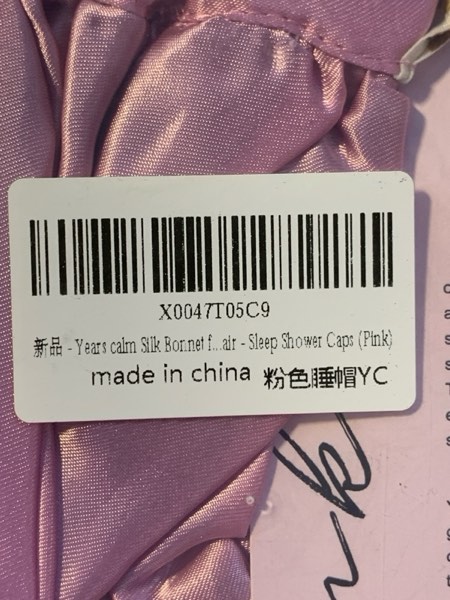 X0047T05C9
新品 - Years calm Silk Bonnet f...air - Sleep Shower Caps (Pink)
made in china 粉色睡帽YC